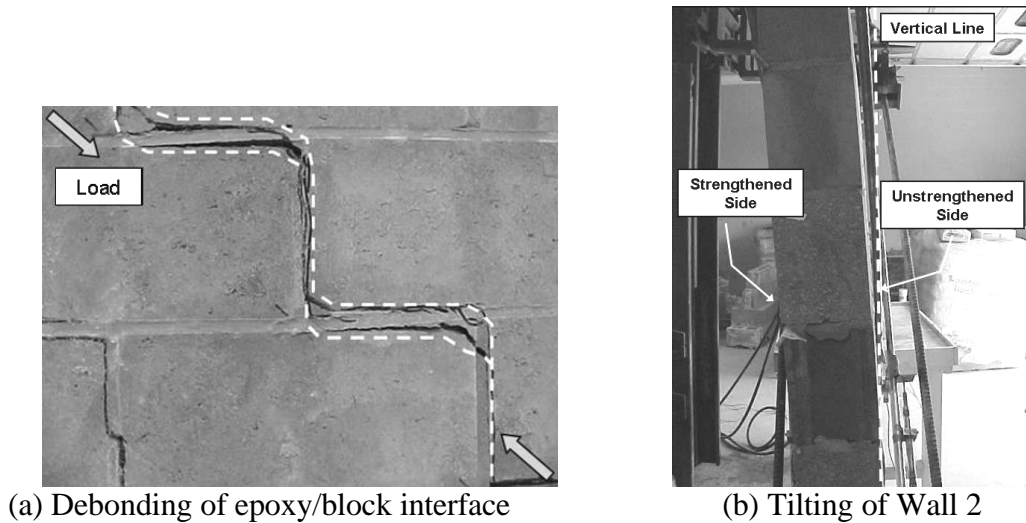 Load
(a) Debonding of epoxy/block interface
Vertical Line
Strengthened
Side
Unstrengthened
Side
(b) Tilting of Wall 2